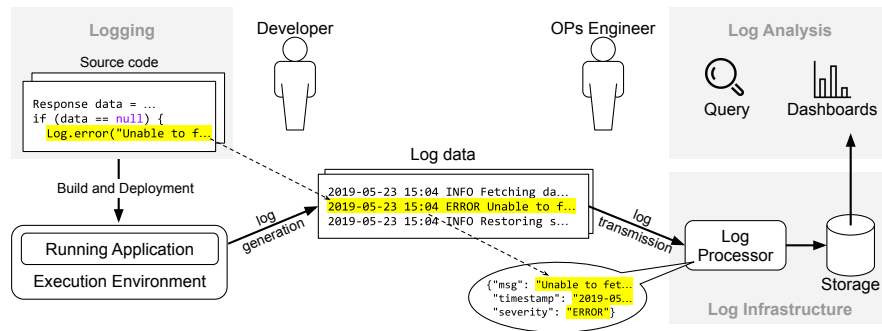 Logging
Developer
OPs Engineer
Log Analysis
Source code
Response data = …
if (data == null) {
Log.error("Unable to f…
Query
Dashboards
Build and Deployment
Log data
2019-05-23 15:04 INFO Fetching da…
2019-05-23 15:04 ERROR Unable to f…
2019-05-23 15:04 INFO Restoring s…
log
generation
log
transmission
Running Application
Execution Environment
Log
Processor
Storage
{"msg": "Unable to fet…
"timestamp": "2019-05…
"severity": "ERROR"}
Log Infrastructure